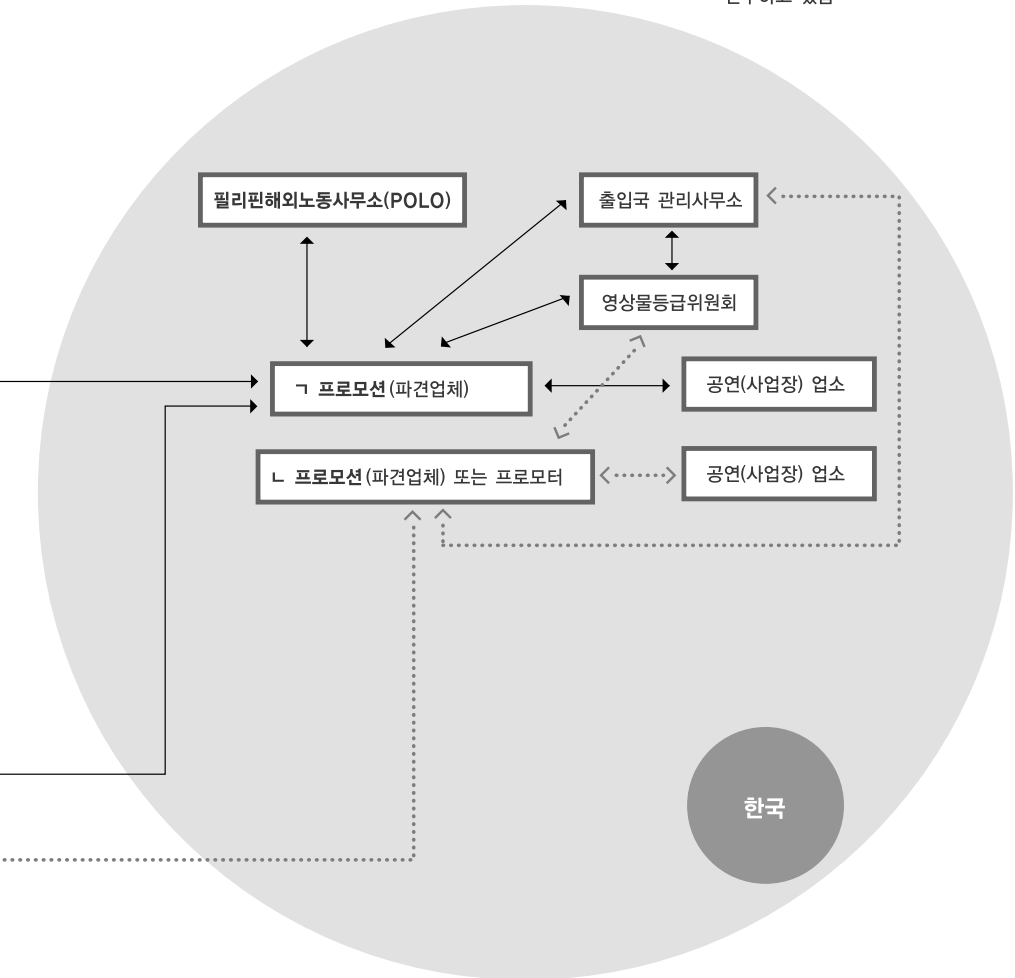 필리핀해외노동사무소(POLO)
출입국 관리사무소
영상물등급위원회
ㄱ 프로모션(파견업체)
공연(사업장) 업소
ㄴ 프로모션(파견업체) 또는 프로모터
공연(사업장) 업소
한국